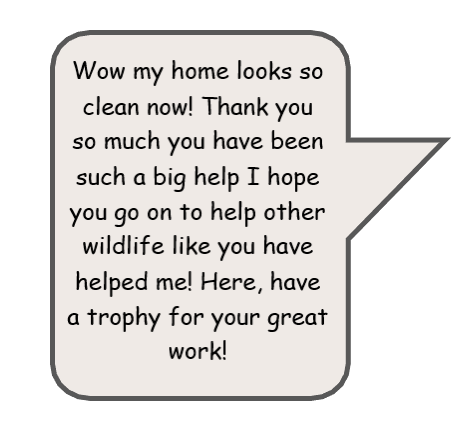 Wow my home looks so
clean now! Thank you
so much you have been
such a big help I hope
you go on to help other
wildlife like you have
helped me! Here, have
a trophy for your great
work!